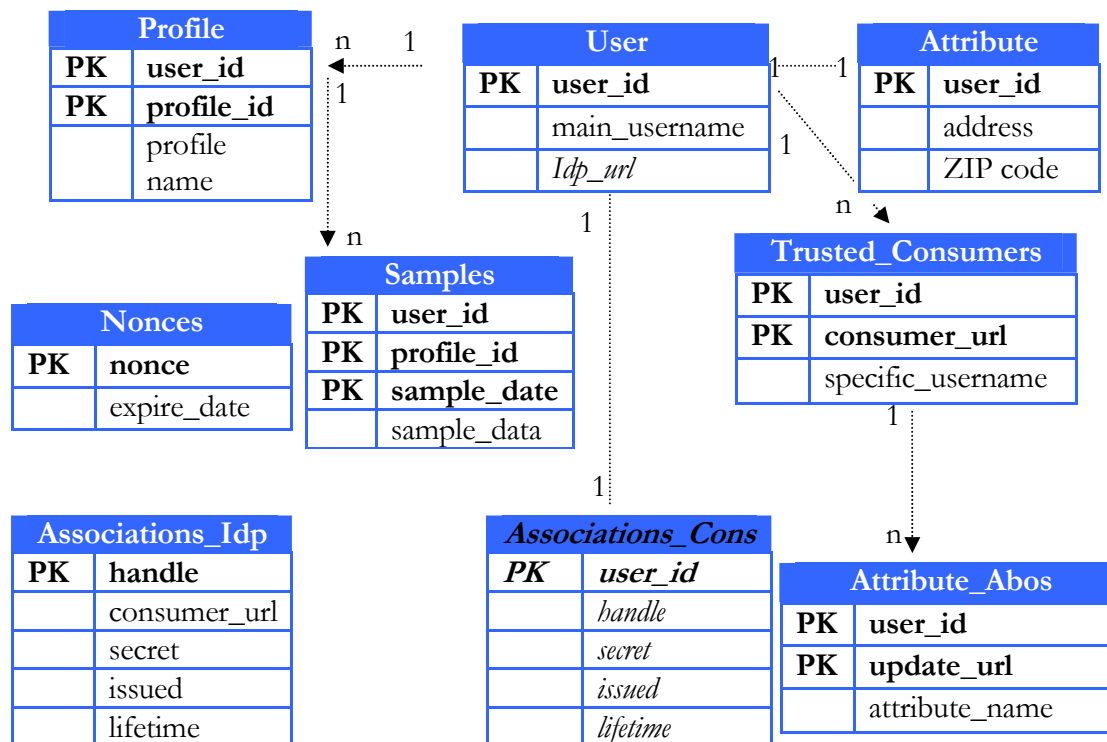 Profile
PK user_id
PK profile_id
profile
name
n 1
1
n
User
PK user_id
main_username
Idp_url
1 1
1
n
1
1
Attribute
PK user_id
address
ZIP code
Samples
PK user_id
PK profile_id
PK sample_date
sample_data
Trusted_Consumers
PK user_id
PK consumer_url
specific_username
1
n
Nonces
PK nonce
expire_date
Associations_Idp
PK handle
consumer_url
secret
issued
lifetime
Associations_Cons
PK user_id
handle
secret
issued
lifetime
Attribute_Abos
PK user_id
PK update_url
attribute_name